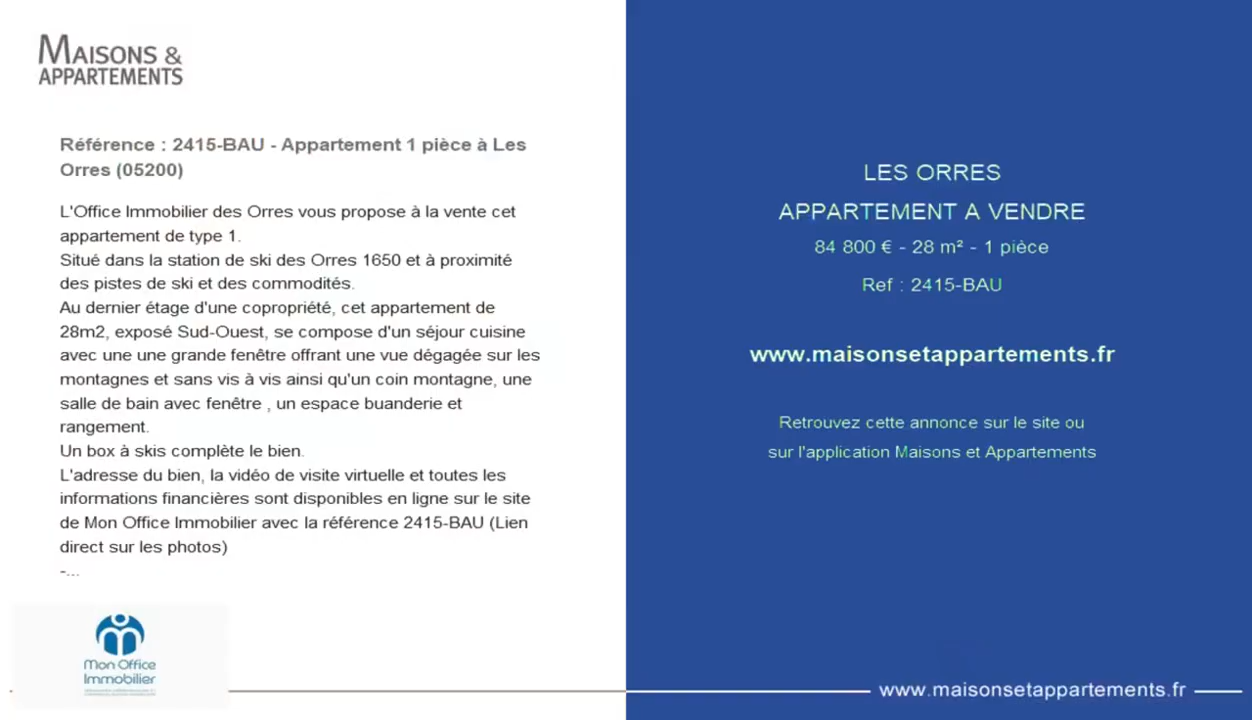 MAISONS &
APPARTEMENTS
Référence : 2415-BAU - Appartement 1 pièce à Les
Orres (05200)
L'Office Immobilier des Orres vous propose à la vente cet
appartement de type 1.
Situé dans la station de ski des Orres 1650 et à proximité
des pistes de ski et des commodités.
Au dernier étage d'une copropriété, cet appartement de
28m2, exposé Sud-Ouest, se compose d'un séjour cuisine
avec une une grande fenêtre offrant une vue dégagée sur les
montagnes et sans vis à vis ainsi qu'un coin montagne, une
salle de bain avec fenêtre , un espace buanderie et
rangement.
Un box à skis complète le bien.
L'adresse du bien, la vidéo de visite virtuelle et toutes les
informations financières sont disponibles en ligne sur le site
de Mon Office Immobilier avec la référence 2415-BAU (Lien
direct sur les photos)
-...
Mon Office
Immobilier
LES ORRES
APPARTEMENT A VENDRE
84 800 € - 28 m² - 1 pièce
Ref : 2415-BAU
www.maisonsetappartements.fr
Retrouvez cette annonce sur le site ou
sur l'application Maisons et Appartements
www.maisonsetappartements.fr